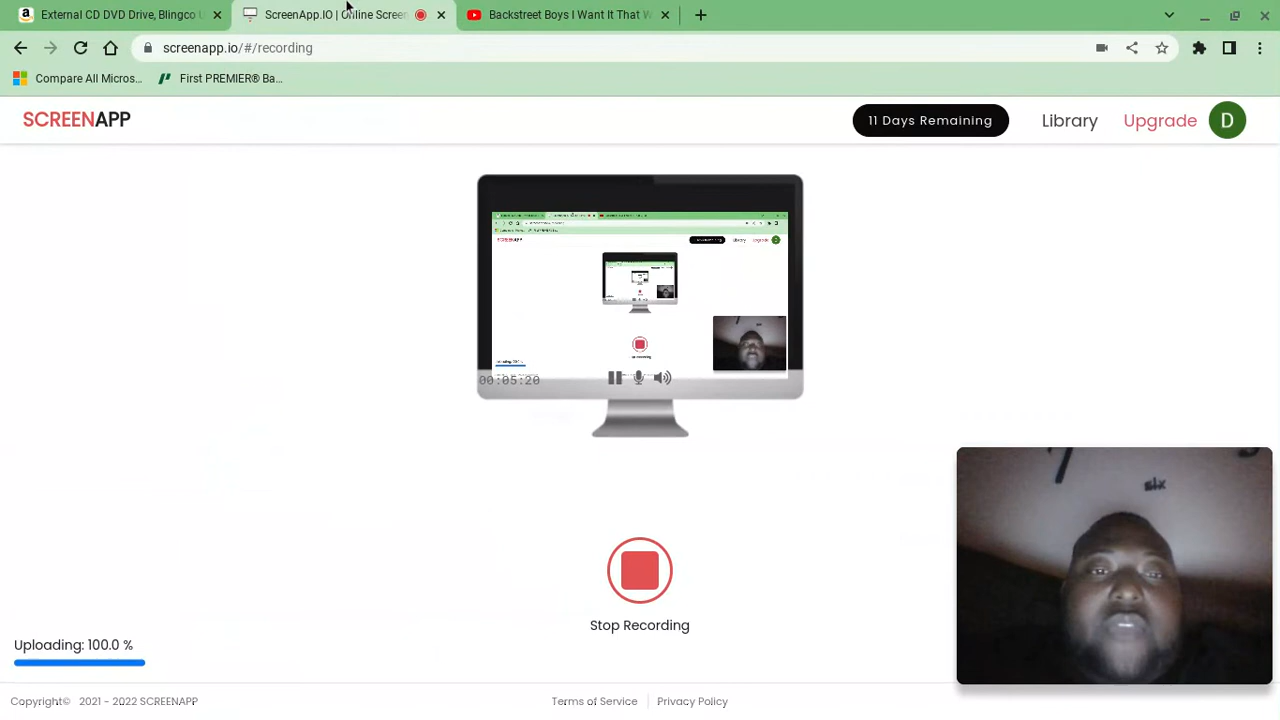 External CD DVD Drive, Blingco U
ScreenApp.IO | Online Screen
Backstreet Boys I Want It That W
screenapp.io/#/recording
Compare All Micros...
First PREMIER® Ba...
SCREENAPP
11 Days Remaining
Library
Upgrade
D
00:05:20
six
Stop Recording
Uploading: 100.0 %
Copyright© 2021 - 2022 SCREENAPP
Terms of Service
Privacy Policy